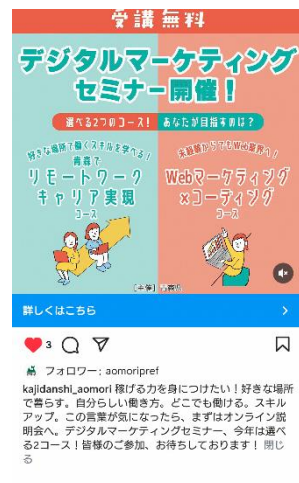 受講無料
デジタルマーケティング
セミナー開催！
選べる2つのコース！ あなたが目指すのは？
好きな場所で働くスキルを学べる！
青森で
リモートワーク
キャリア実現
コース
未経験からでもWeb業界へ！
Webマーケティング
×コーディング
コース
【主催】青森県
詳しくはこちら
3
フォロワー: aomoripref
kajidanshi_aomori 稼げる力を身につけたい！好きな場所
で暮らす。自分らしい働き方。どこでも働ける。スキル
アップ。この言葉が気になったら、まずはオンライン説
明会へ。デジタルマーケティングセミナー、今年は選べ
る2コース！皆様のご参加、お待ちしております！ 閉じ
る